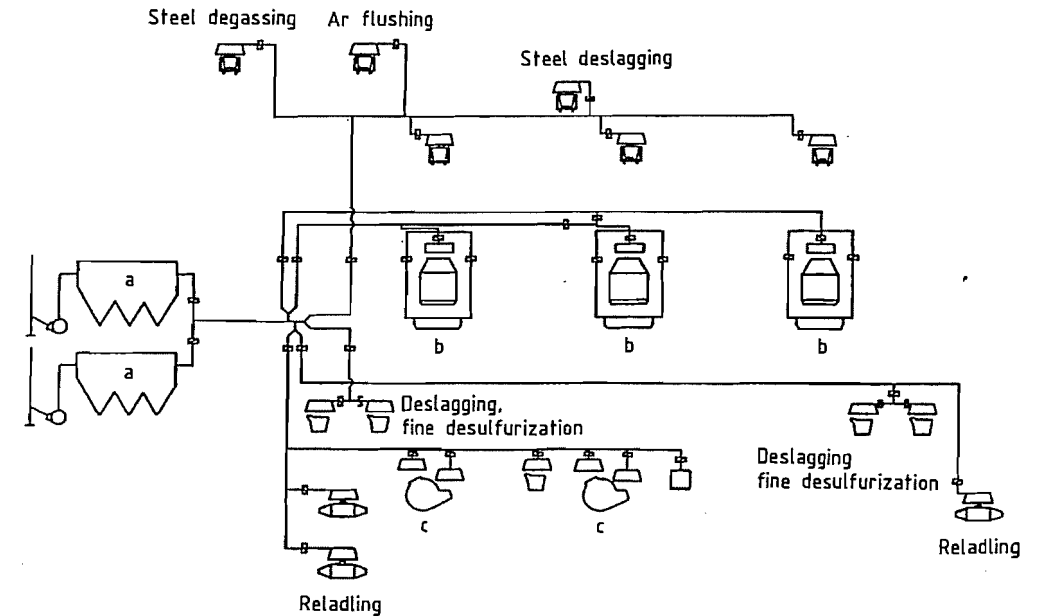 Steel degassing
Ar flushing
Steel deslagging
a
b
b
b
a
Deslagging,
fine desulfurization
Deslagging
fine desulfurization
c
c
Reladling
Reladling